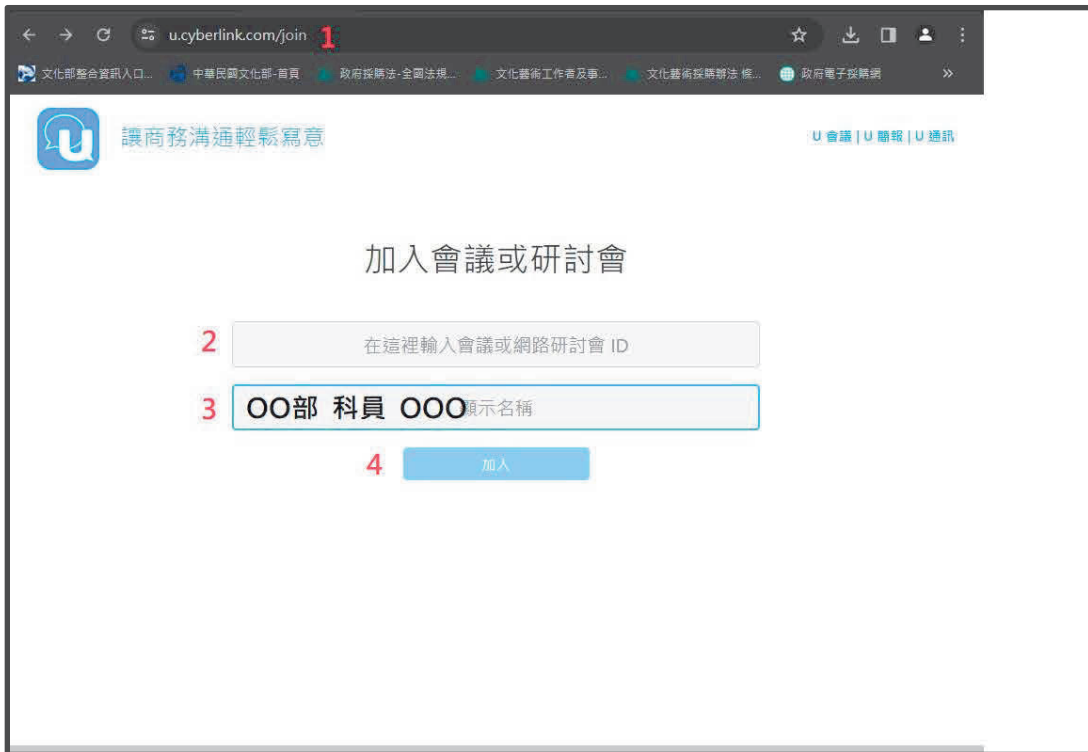 u.cyberlink.com/join 1
文化部整合資訊入口... 中華民國文化部-首頁 政府採購法-全國法規... 文化藝術工作者及事... 文化藝術採購辦法 條... 政府電子採購網 »
讓商務溝通輕鬆寫意
U 會議 | U 簡報 | U 通訊
加入會議或研討會
2 在這裡輸入會議或網路研討會 ID
3 OO部 科員 OOO顯示名稱
4 加入